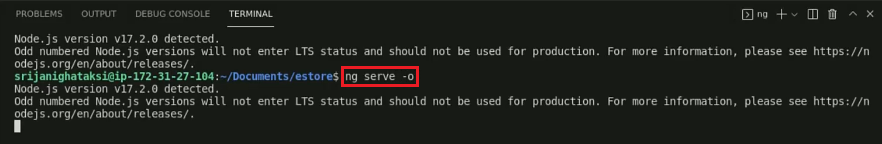 PROBLEMS OUTPUT DEBUG CONSOLE TERMINAL ng
Node.js version v17.2.0 detected.
Odd numbered Node.js versions will not enter LTS status and should not be used for production. For more information, please see https://n
odejs.org/en/about/releases/.
srijanighataksi@ip-172-31-27-104:~/Documents/estore$ ng serve -o
Node.js version v17.2.0 detected.
Odd numbered Node.js versions will not enter LTS status and should not be used for production. For more information, please see https://n
odejs.org/en/about/releases/.